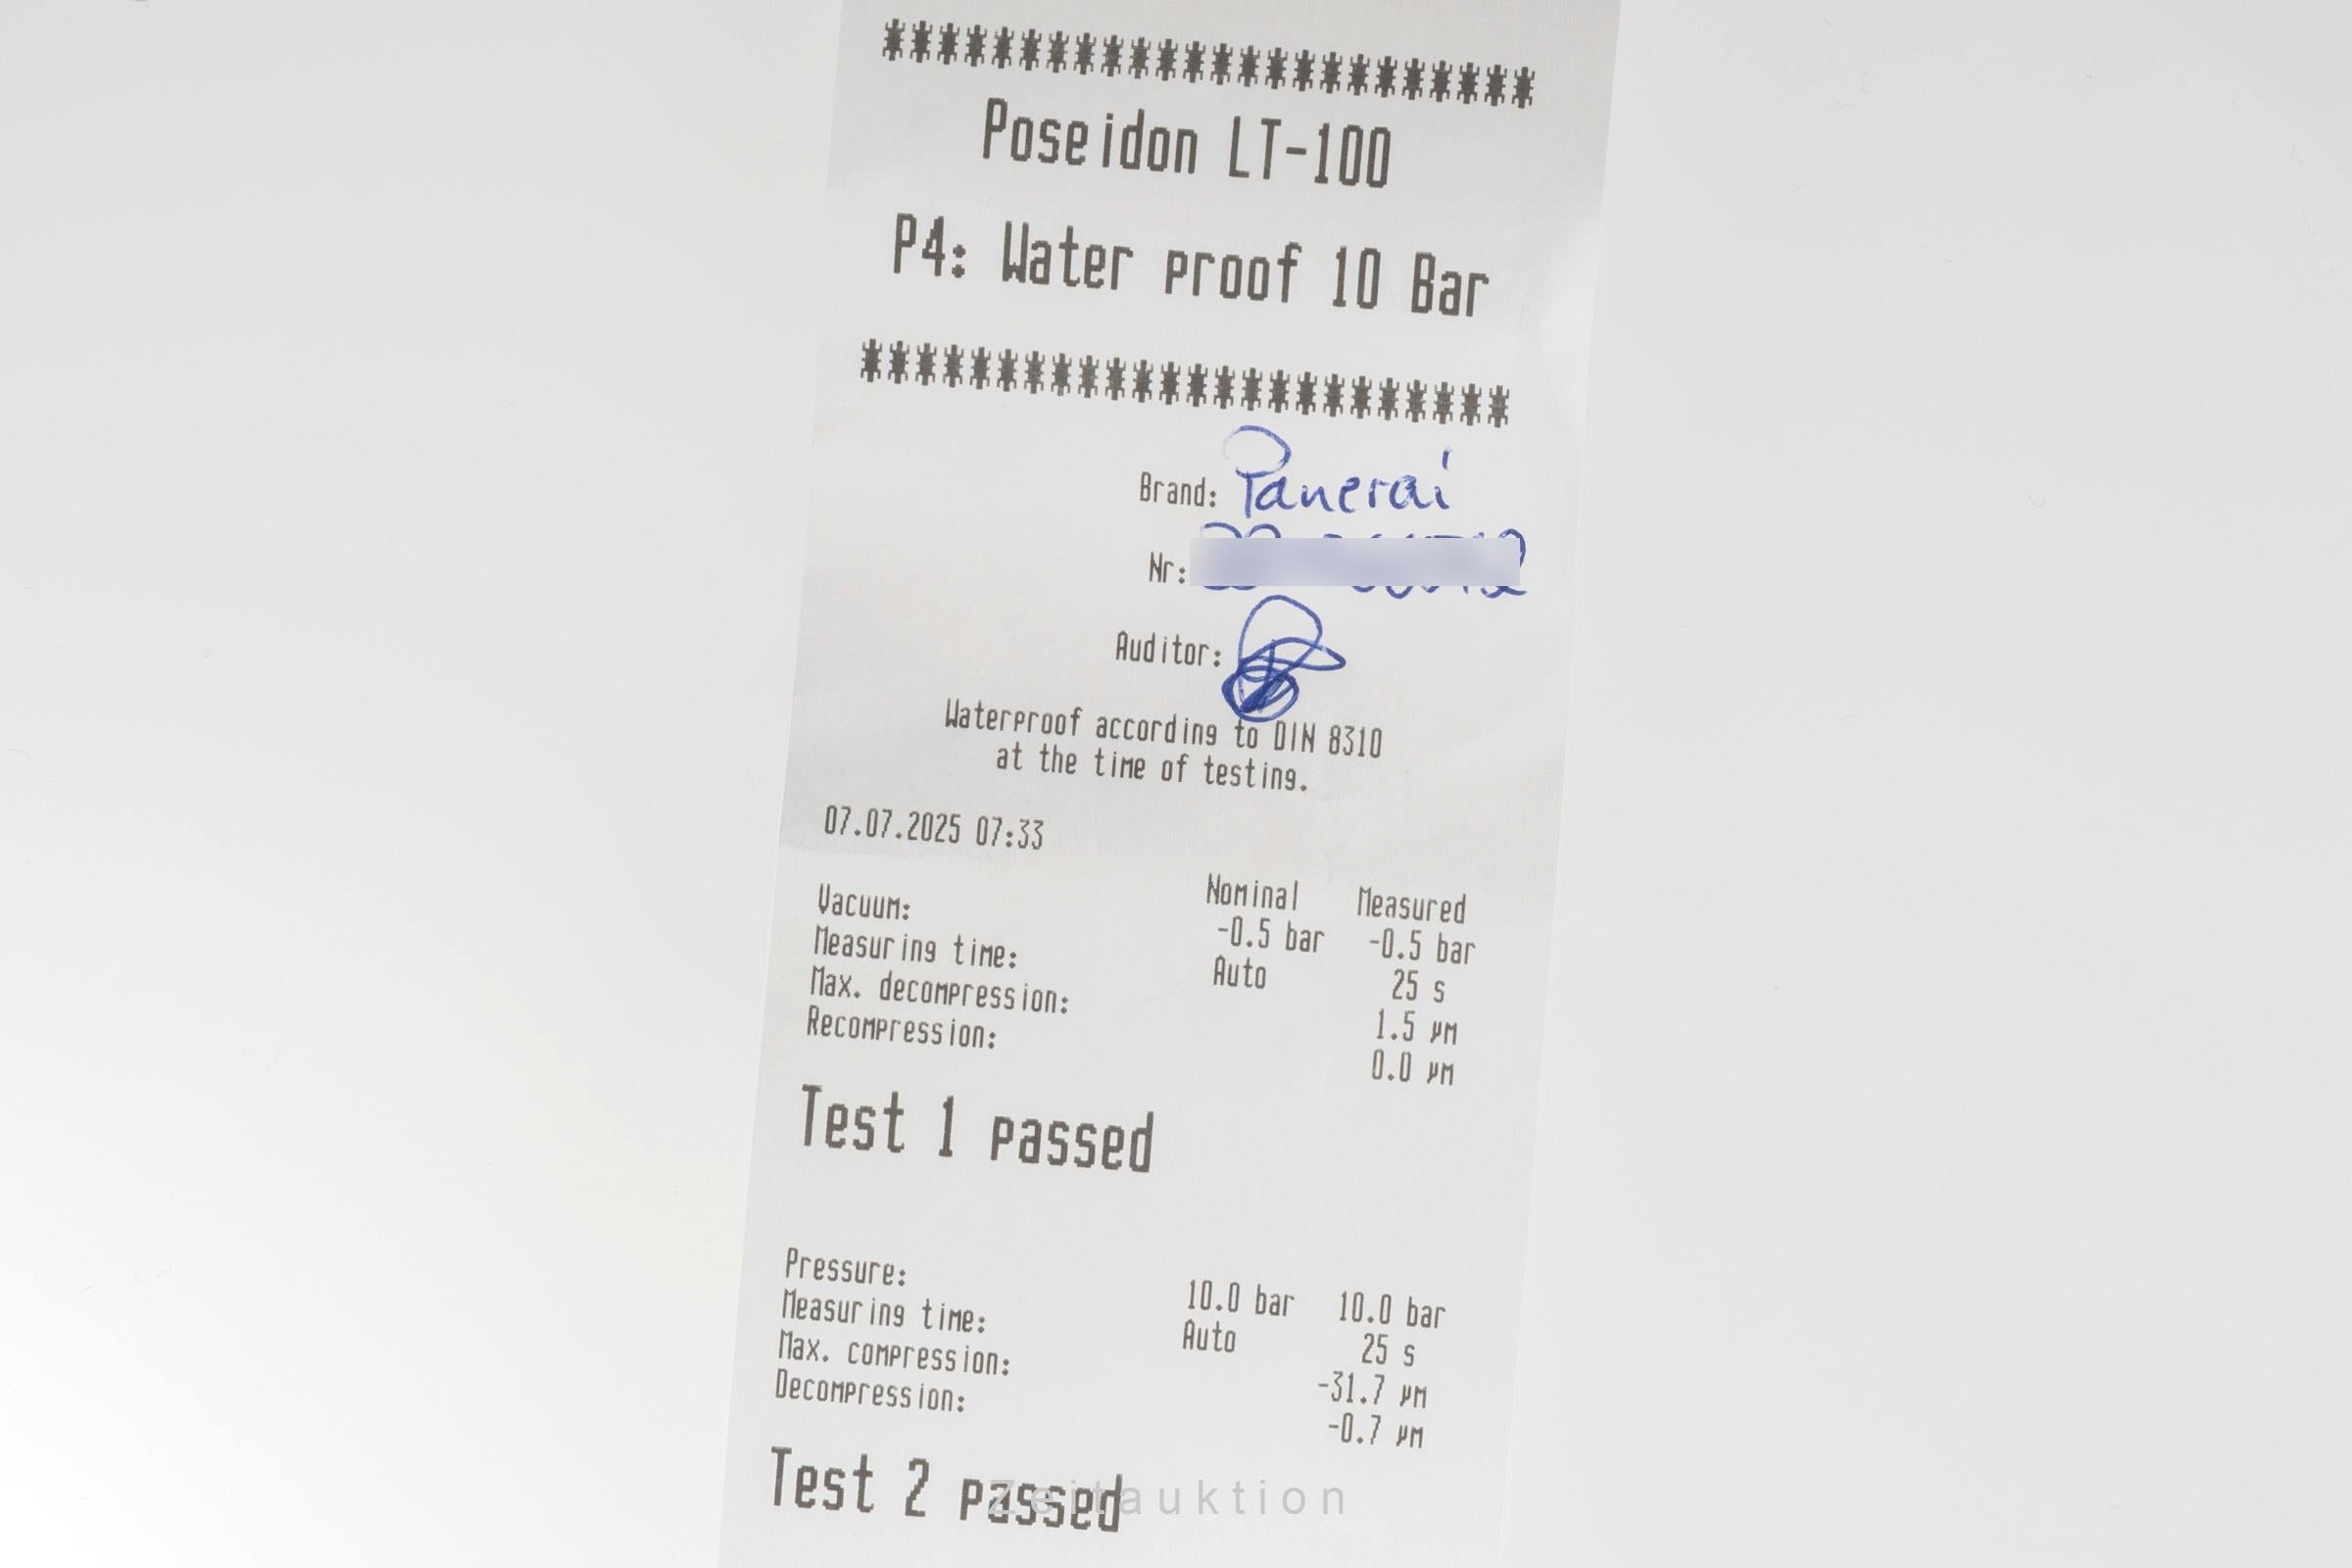 ************************
Poseidon LT-100
P4: Water proof 10 Bar
************************
Brand: Panerai
Nr:
Auditor:
Waterproof according to DIN 8310
at the time of testing.
07.07.2025 07:33
Nominal Measured
Vacuum: -0.5 bar -0.5 bar
Measuring time: Auto 25 s
Max. decompression: 1.5 µm
Recompression: 0.0 µm
Test 1 passed
Pressure: 10.0 bar 10.0 bar
Measuring time: Auto 25 s
Max. compression: -31.7 µm
Decompression: -0.7 µm
Test 2 passed
Zeitauktion